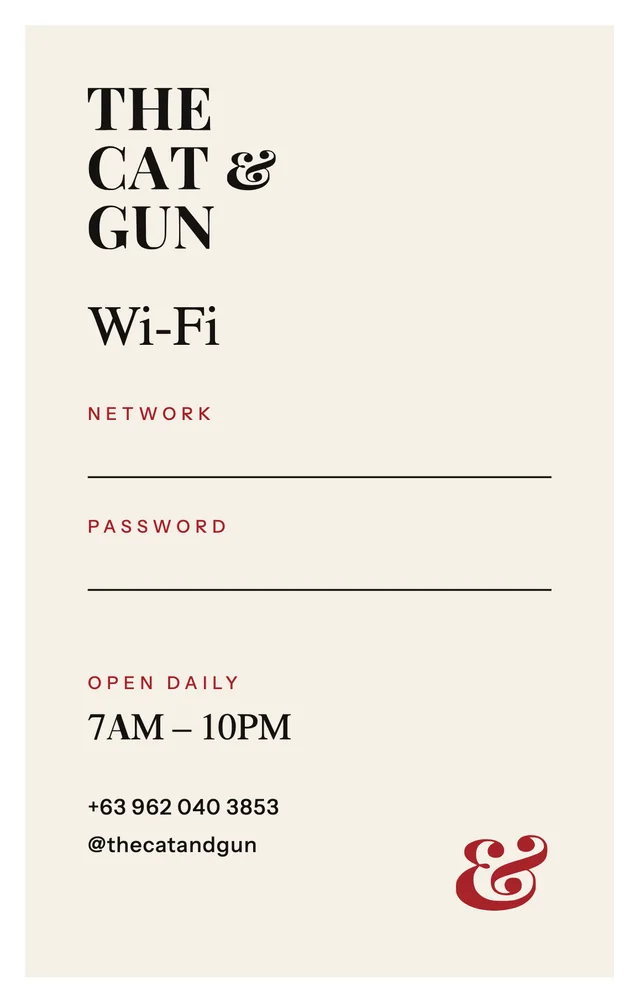 THE
CAT &
GUN
Wi-Fi
NETWORK
PASSWORD
OPEN DAILY
7AM – 10PM
+63 962 040 3853
@thecatandgun
&